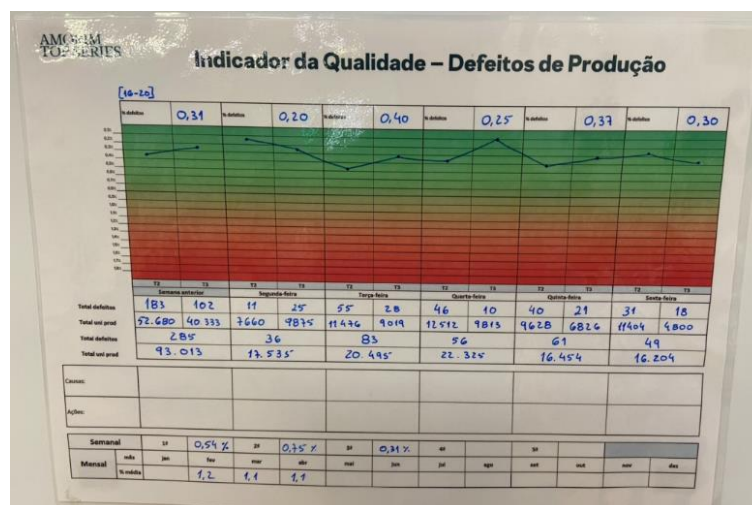 AMORIM
TOP SERIES
Indicador da Qualidade – Defeitos de Produção
[16-20]
% defeitos 0,31 % defeitos 0,20 % defeitos 0,40 % defeitos 0,25 % defeitos 0,37 % defeitos 0,30
T2 T3 T2 T3 T2 T3 T2 T3 T2 T3
Semana anterior Segunda-feira Terça-feira Quarta-feira Quinta-feira Sexta-feira
Total defeitos 183 102 11 25 55 28 46 10 40 21 31 18
Total uni prod 52.680 40.333 7660 9875 11476 9019 12512 9813 9628 6826 11404 4800
Total defeitos 285 36 83 56 61 49
Total uni prod 93.013 17.535 20.495 22.325 16.454 16.204
Causas:
Ações:
Semanal 1ª 0,54 % 2ª 0,75 % 3ª 0,31 % 4ª 5ª
Mensal mês jan fev mar abr mai jun jul ago set out nov dez
% média 1,2 1,1 1,1